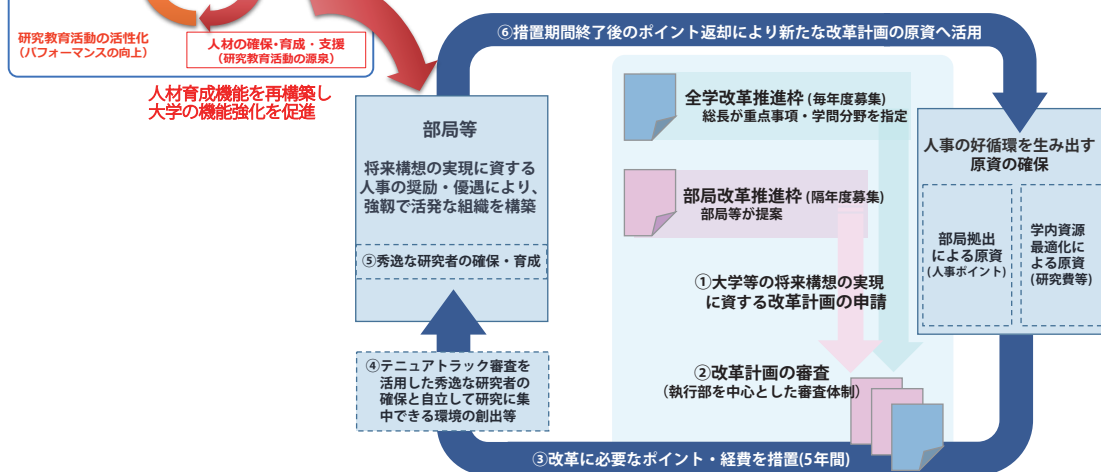 研究教育活動の活性化
（パフォーマンスの向上）
人材の確保･育成・支援
（研究教育活動の源泉）
人材育成機能を再構築し
大学の機能強化を促進
⑥措置期間終了後のポイント返却により新たな改革計画の原資へ活用
全学改革推進枠 (毎年度募集)
総長が重点事項・学問分野を指定
部局改革推進枠 (隔年度募集)
部局等が提案
①大学等の将来構想の実現
に資する改革計画の申請
②改革計画の審査
（執行部を中心とした審査体制）
人事の好循環を生み出す
原資の確保
部局拠出
による原資
(人事ポイント)
学内資源
最適化に
よる原資
(研究費等)
部局等
将来構想の実現に資する
人事の奨励・優遇により、
強靭で活発な組織を構築
⑤秀逸な研究者の確保・育成
④テニュアトラック審査を
活用した秀逸な研究者の
確保と自立して研究に集
中できる環境の創出等
③改革に必要なポイント・経費を措置(5年間)